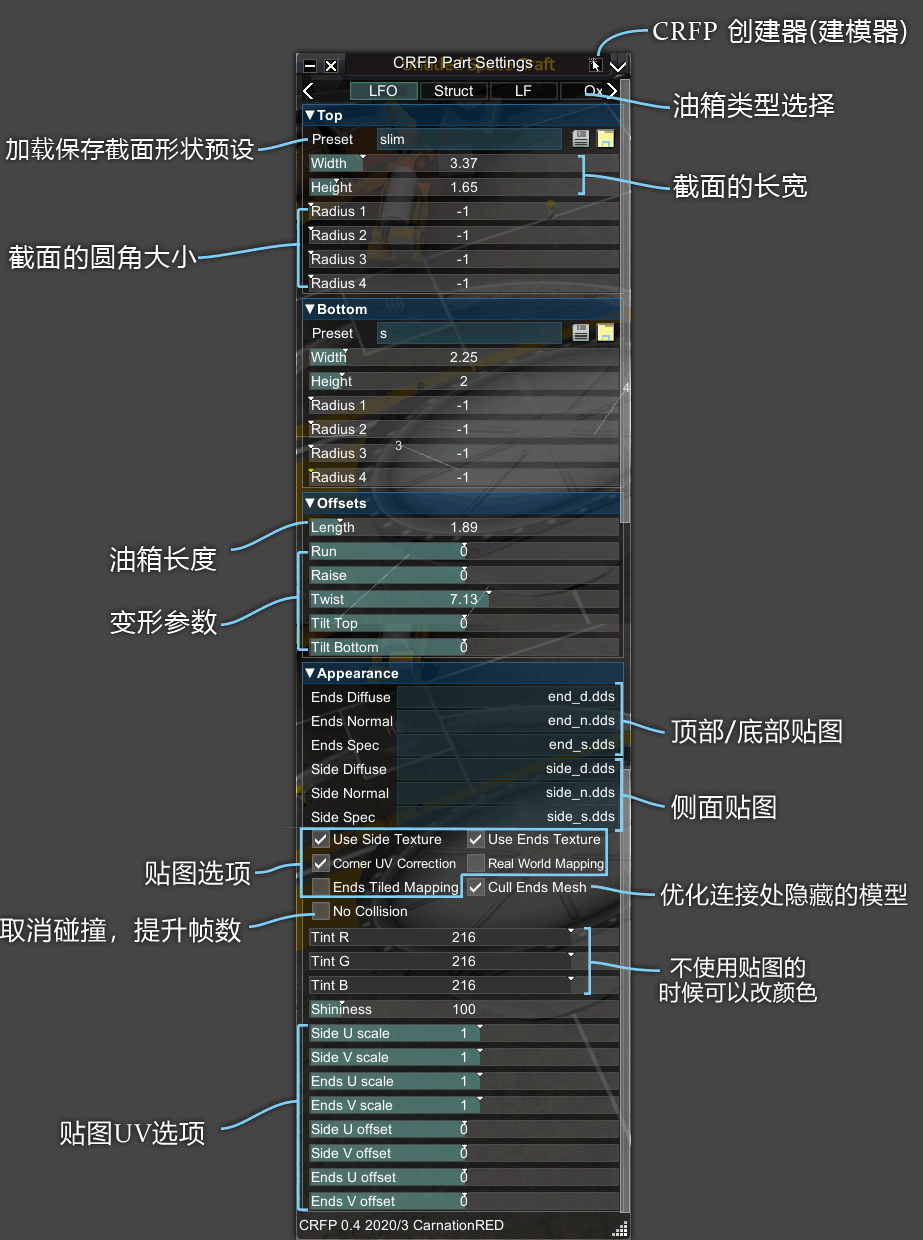 CRFP 创建器(建模器)
CRFP Part Settings
LFO Struct LF Ox
油箱类型选择
Top
加载保存截面形状预设
Preset slim
Width 3.37
Height 1.65
截面的长宽
Radius 1 -1
Radius 2 -1
Radius 3 -1
Radius 4 -1
截面的圆角大小
Bottom
Preset s
Width 2.25
Height 2
Radius 1 -1
Radius 2 -1
Radius 3 -1
Radius 4 -1
3
4
Offsets
Length 1.89
油箱长度
Run 0
Raise 0
Twist 7.13
Tilt Top 0
Tilt Bottom 0
变形参数
Appearance
Ends Diffuse end_d.dds
Ends Normal end_n.dds
Ends Spec end_s.dds
顶部/底部贴图
Side Diffuse side_d.dds
Side Normal side_n.dds
Side Spec side_s.dds
侧面贴图
Use Side Texture Use Ends Texture
Corner UV Correction Real World Mapping
贴图选项
Ends Tiled Mapping Cull Ends Mesh
优化连接处隐藏的模型
No Collision
取消碰撞，提升帧数
Tint R 216
Tint G 216
Tint B 216
不使用贴图的
时候可以改颜色
Shininess 100
Side U scale 1
Side V scale 1
Ends U scale 1
Ends V scale 1
贴图UV选项
Side U offset 0
Side V offset 0
Ends U offset 0
Ends V offset 0
CRFP 0.4 2020/3 CarnationRED